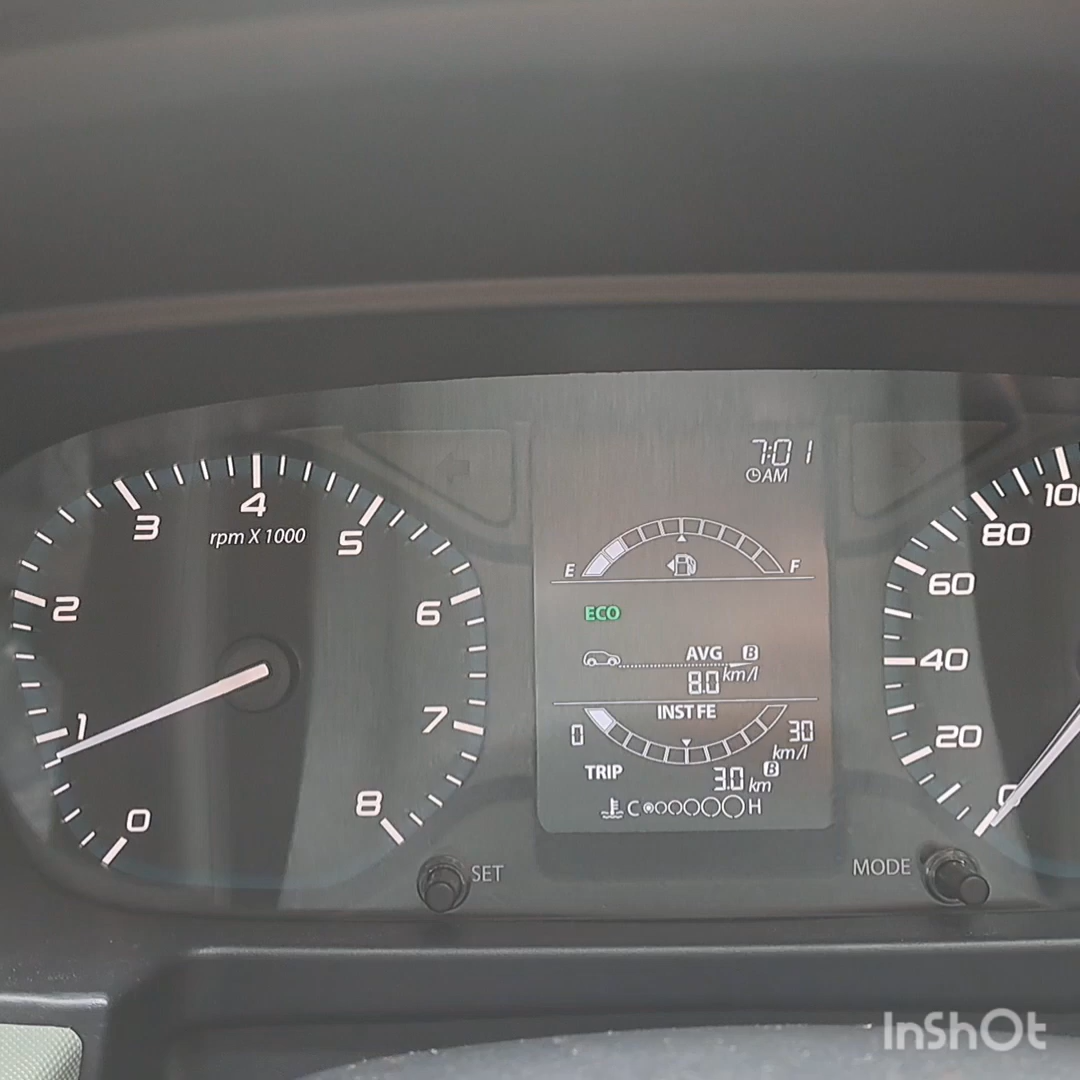 7:01
AM
E F
ECO
AVG B
8.0 km/l
INST FE
0 30
km/l
TRIP 3.0 km B
C H
0 1 2 3 4 5 6 7 8
rpm X 1000
0 20 40 60 80 100
SET
MODE
InShOt